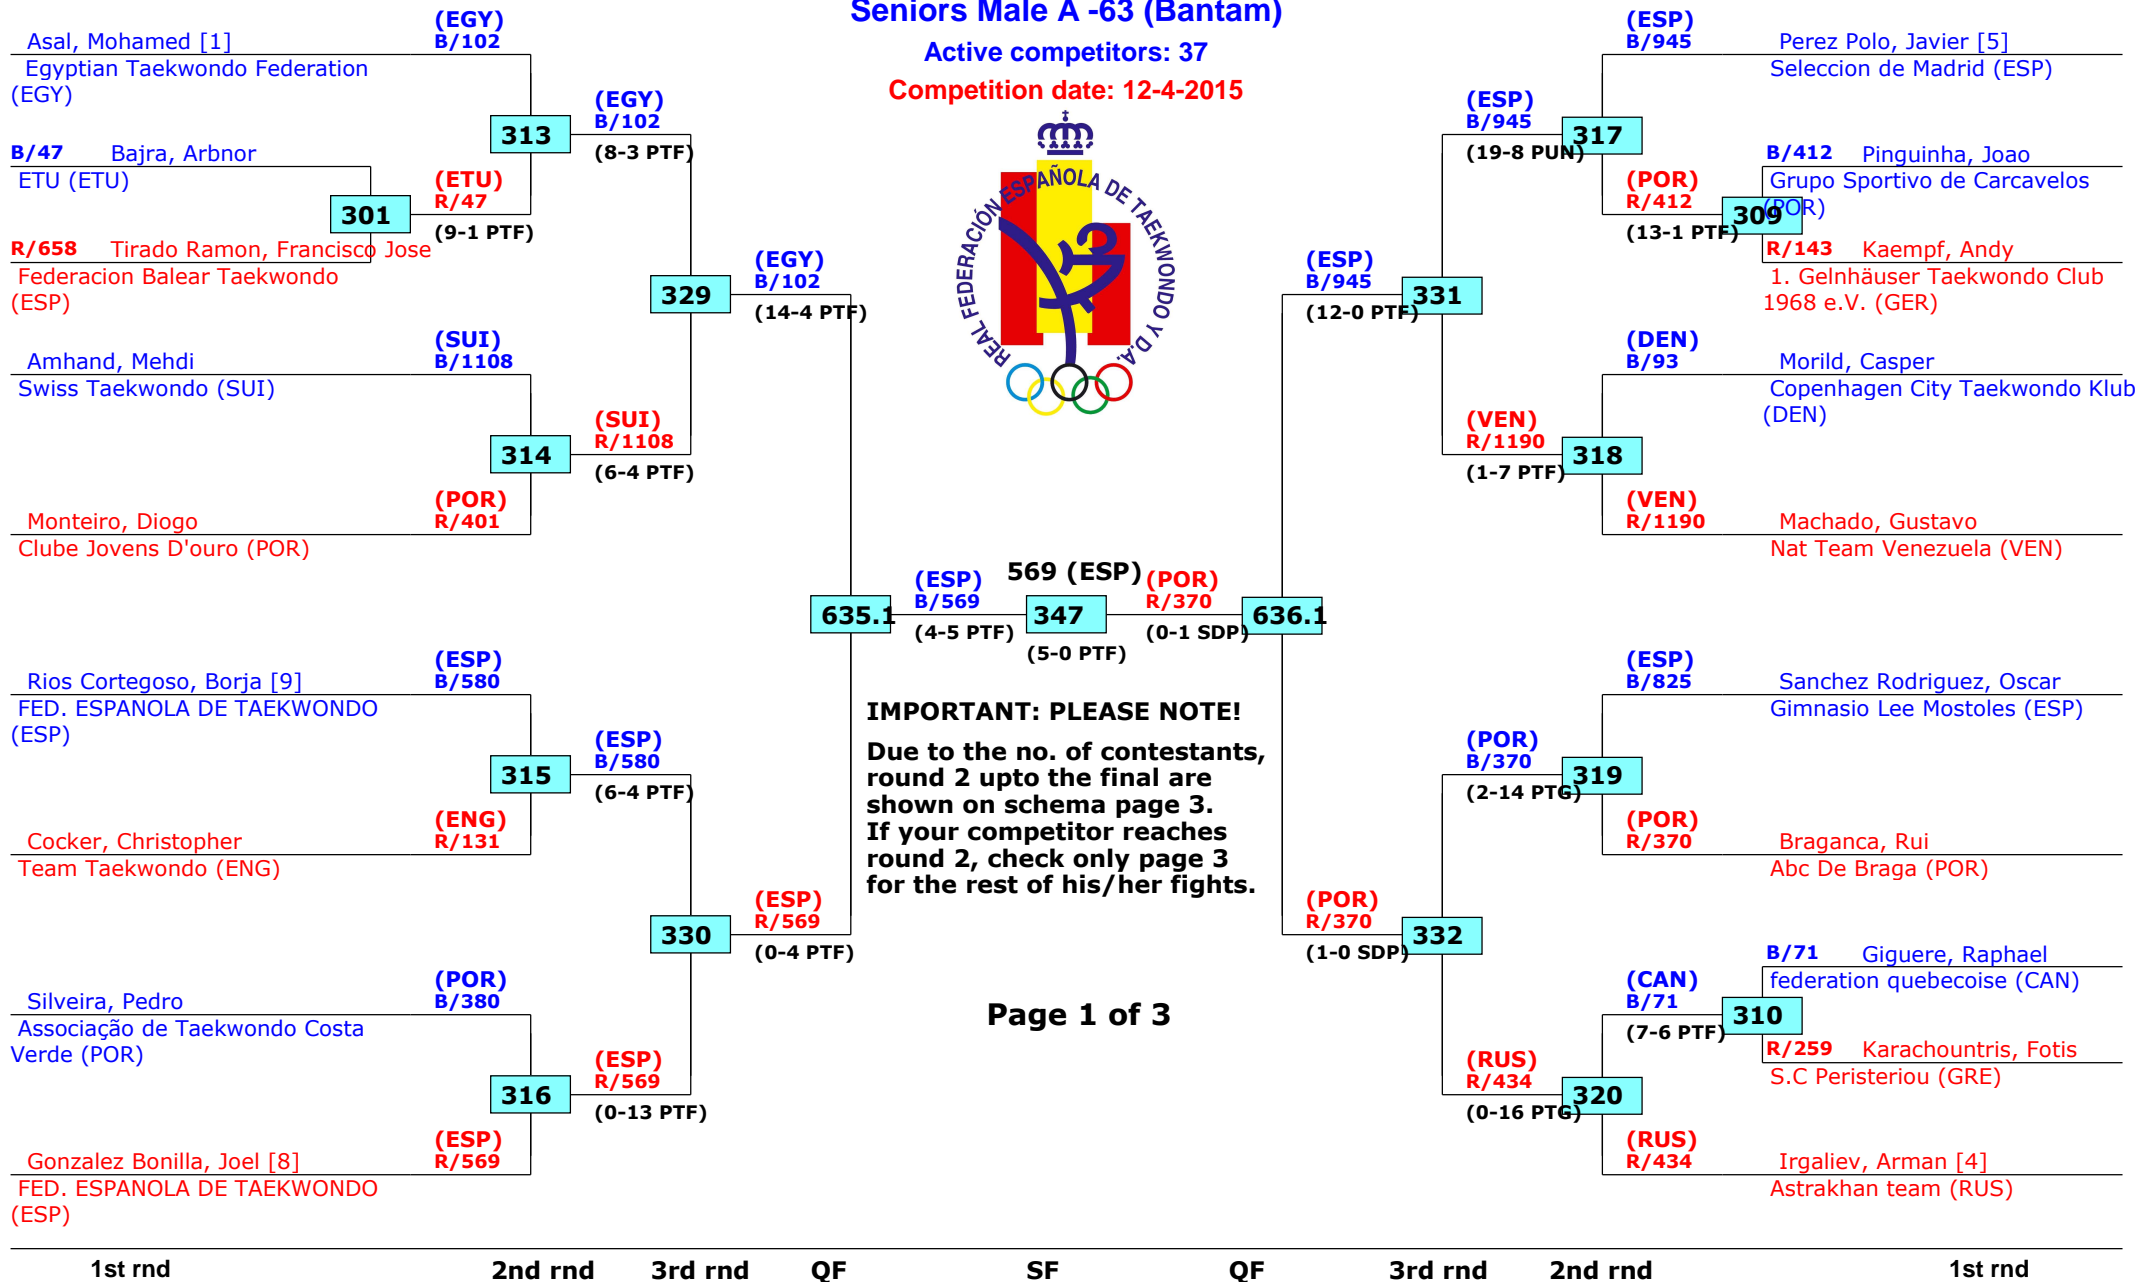 Seniors Male A -63 (Bantam)
Active competitors: 37
Competition date: 12-4-2015
REAL FEDERACIÓN ESPAÑOLA DE TAEKWONDO Y D.A.
Asal, Mohamed [1]
Egyptian Taekwondo Federation
(EGY)
(EGY)
B/102
B/47 Bajra, Arbnor
ETU (ETU)
301
R/658 Tirado Ramon, Francisco Jose
Federacion Balear Taekwondo
(ESP)
(ETU)
R/47
(9-1 PTF)
313
(EGY)
B/102
(8-3 PTF)
Amhand, Mehdi
Swiss Taekwondo (SUI)
(SUI)
B/1108
314
Monteiro, Diogo
Clube Jovens D'ouro (POR)
(POR)
R/401
(SUI)
R/1108
(6-4 PTF)
329
(EGY)
B/102
(14-4 PTF)
Rios Cortegoso, Borja [9]
FED. ESPANOLA DE TAEKWONDO
(ESP)
(ESP)
B/580
315
Cocker, Christopher
Team Taekwondo (ENG)
(ENG)
R/131
(ESP)
B/580
(6-4 PTF)
Silveira, Pedro
Associação de Taekwondo Costa
Verde (POR)
(POR)
B/380
316
Gonzalez Bonilla, Joel [8]
FED. ESPANOLA DE TAEKWONDO
(ESP)
(ESP)
R/569
(ESP)
R/569
(0-13 PTF)
330
(ESP)
R/569
(0-4 PTF)
635.1
(ESP)
B/569
(4-5 PTF)
569 (ESP)
347
(5-0 PTF)
(POR)
R/370
(0-1 SDP)
636.1
IMPORTANT: PLEASE NOTE!
Due to the no. of contestants,
round 2 upto the final are
shown on schema page 3.
If your competitor reaches
round 2, check only page 3
for the rest of his/her fights.
Page 1 of 3
(ESP)
B/945
(12-0 PTF)
331
(ESP)
B/945
(19-8 PUN)
317
(ESP)
B/945
Perez Polo, Javier [5]
Seleccion de Madrid (ESP)
(POR)
R/412
(13-1 PTF)
309
B/412 Pinguinha, Joao
Grupo Sportivo de Carcavelos
(POR)
R/143 Kaempf, Andy
1. Gelnhäuser Taekwondo Club
1968 e.V. (GER)
(VEN)
R/1190
(1-7 PTF)
318
(DEN)
B/93
Morild, Casper
Copenhagen City Taekwondo Klub
(DEN)
(VEN)
R/1190
Machado, Gustavo
Nat Team Venezuela (VEN)
(POR)
R/370
(1-0 SDP)
332
(POR)
B/370
(2-14 PTG)
319
(ESP)
B/825
Sanchez Rodriguez, Oscar
Gimnasio Lee Mostoles (ESP)
(POR)
R/370
Braganca, Rui
Abc De Braga (POR)
(RUS)
R/434
(0-16 PTG)
320
(CAN)
B/71
(7-6 PTF)
310
B/71 Giguere, Raphael
federation quebecoise (CAN)
R/259 Karachountris, Fotis
S.C Peristeriou (GRE)
(RUS)
R/434
Irgaliev, Arman [4]
Astrakhan team (RUS)
1st rnd 2nd rnd 3rd rnd QF SF QF 3rd rnd 2nd rnd 1st rnd